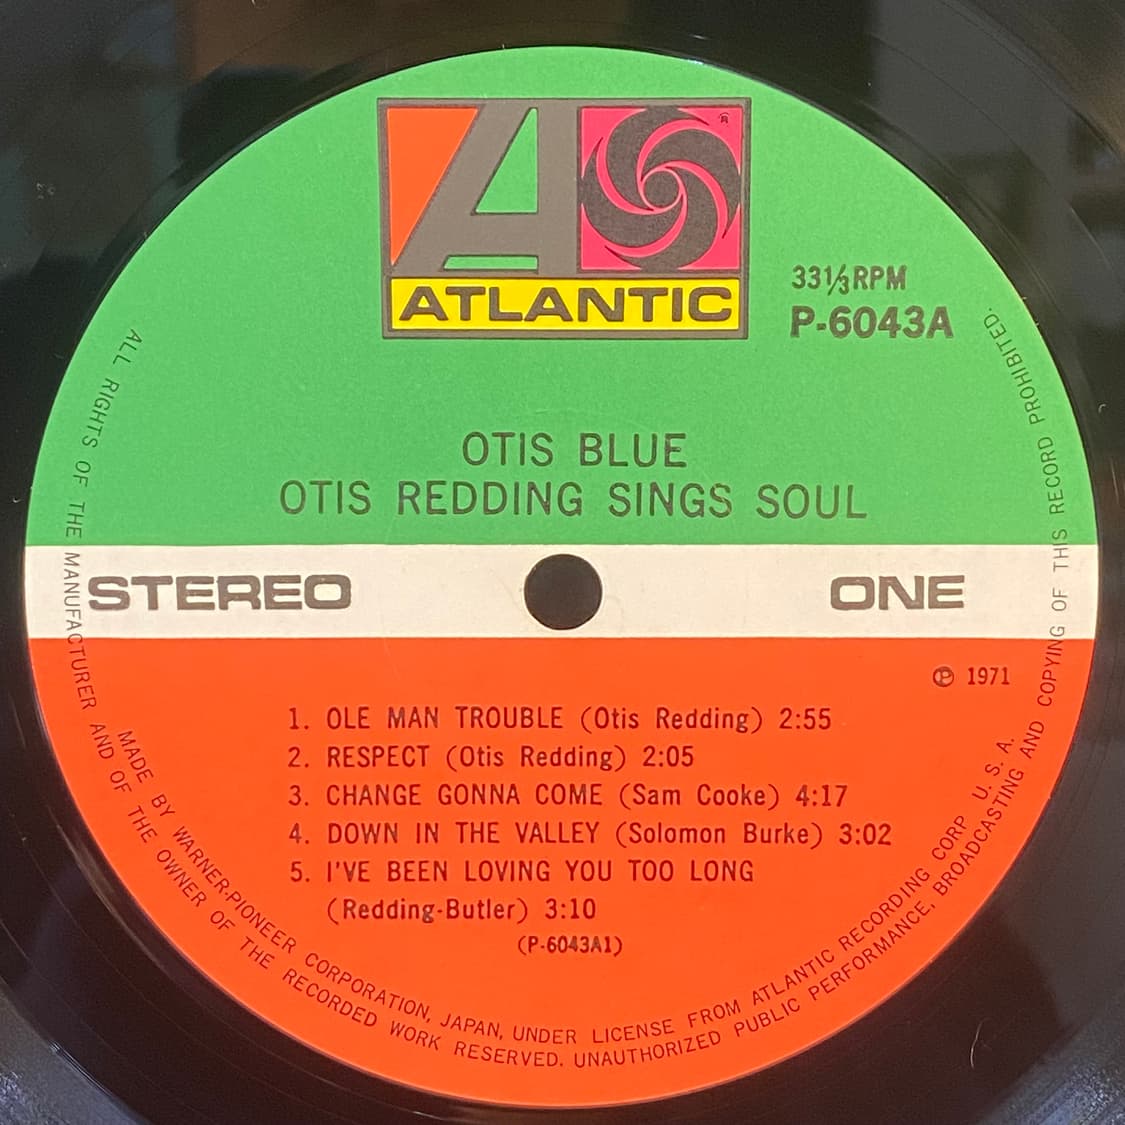 ATLANTIC
®
33⅓RPM
P-6043A
OTIS BLUE
OTIS REDDING SINGS SOUL
STEREO
ONE
℗ 1971
1. OLE MAN TROUBLE (Otis Redding) 2:55
2. RESPECT (Otis Redding) 2:05
3. CHANGE GONNA COME (Sam Cooke) 4:17
4. DOWN IN THE VALLEY (Solomon Burke) 3:02
5. I'VE BEEN LOVING YOU TOO LONG
(Redding-Butler) 3:10
(P-6043A1)
MADE BY WARNER-PIONEER CORPORATION, JAPAN, UNDER LICENSE FROM ATLANTIC RECORDING CORP U. S. A.
ALL RIGHTS OF THE MANUFACTURER AND OF THE OWNER OF THE RECORDED WORK RESERVED. UNAUTHORIZED PUBLIC PERFORMANCE, BROADCASTING AND COPYING OF THIS RECORD PROHIBITED.